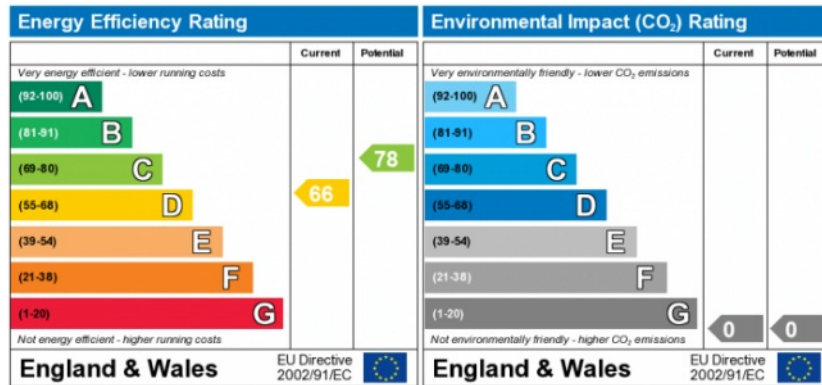 Energy Efficiency Rating
Current Potential
Very energy efficient - lower running costs
(92-100) A
(81-91) B
(69-80) C
(55-68) D
(39-54) E
(21-38) F
(1-20) G
66
78
Not energy efficient - higher running costs
England & Wales
EU Directive
2002/91/EC
Environmental Impact (CO₂) Rating
Current Potential
Very environmentally friendly - lower CO₂ emissions
(92-100) A
(81-91) B
(69-80) C
(55-68) D
(39-54) E
(21-38) F
(1-20) G
0 0
Not environmentally friendly - higher CO₂ emissions
England & Wales
EU Directive
2002/91/EC